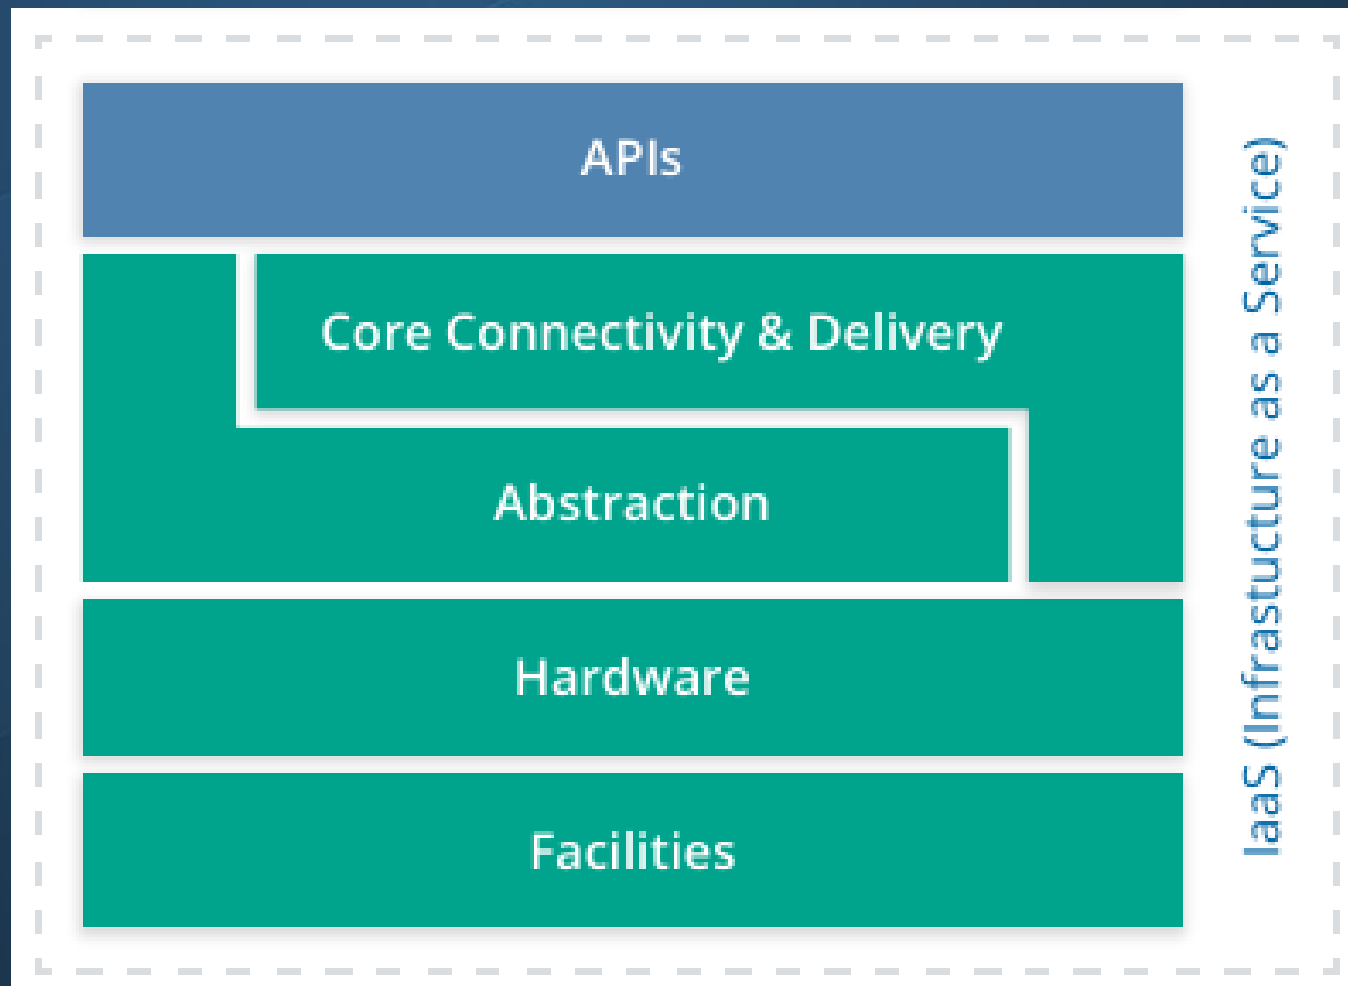 APIs
Core Connectivity & Delivery
Abstraction
Hardware
Facilities
IaaS (Infrastucture as a Service)